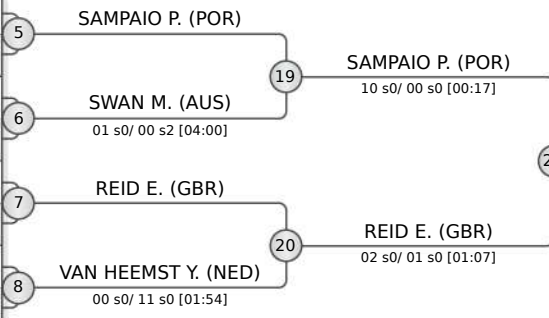 SAMPAIO P. (POR)
5
19
SAMPAIO P. (POR)
10 s0/ 00 s0 [00:17]
SWAN M. (AUS)
6
01 s0/ 00 s2 [04:00]
2
REID E. (GBR)
7
20
REID E. (GBR)
02 s0/ 01 s0 [01:07]
VAN HEEMST Y. (NED)
8
00 s0/ 11 s0 [01:54]